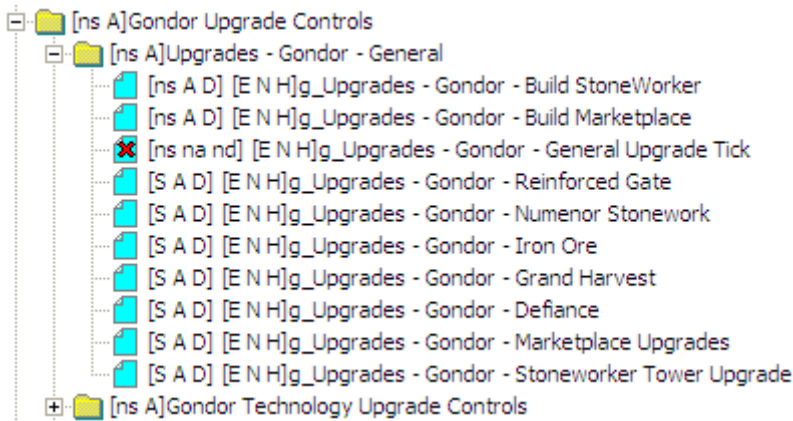 [ns A]Gondor Upgrade Controls
[ns A]Upgrades - Gondor - General
[ns A D] [E N H]g_Upgrades - Gondor - Build StoneWorker
[ns A D] [E N H]g_Upgrades - Gondor - Build Marketplace
[ns na nd] [E N H]g_Upgrades - Gondor - General Upgrade Tick
[S A D] [E N H]g_Upgrades - Gondor - Reinforced Gate
[S A D] [E N H]g_Upgrades - Gondor - Numenor Stonework
[S A D] [E N H]g_Upgrades - Gondor - Iron Ore
[S A D] [E N H]g_Upgrades - Gondor - Grand Harvest
[S A D] [E N H]g_Upgrades - Gondor - Defiance
[S A D] [E N H]g_Upgrades - Gondor - Marketplace Upgrades
[S A D] [E N H]g_Upgrades - Gondor - Stoneworker Tower Upgrade
[ns A]Gondor Technology Upgrade Controls